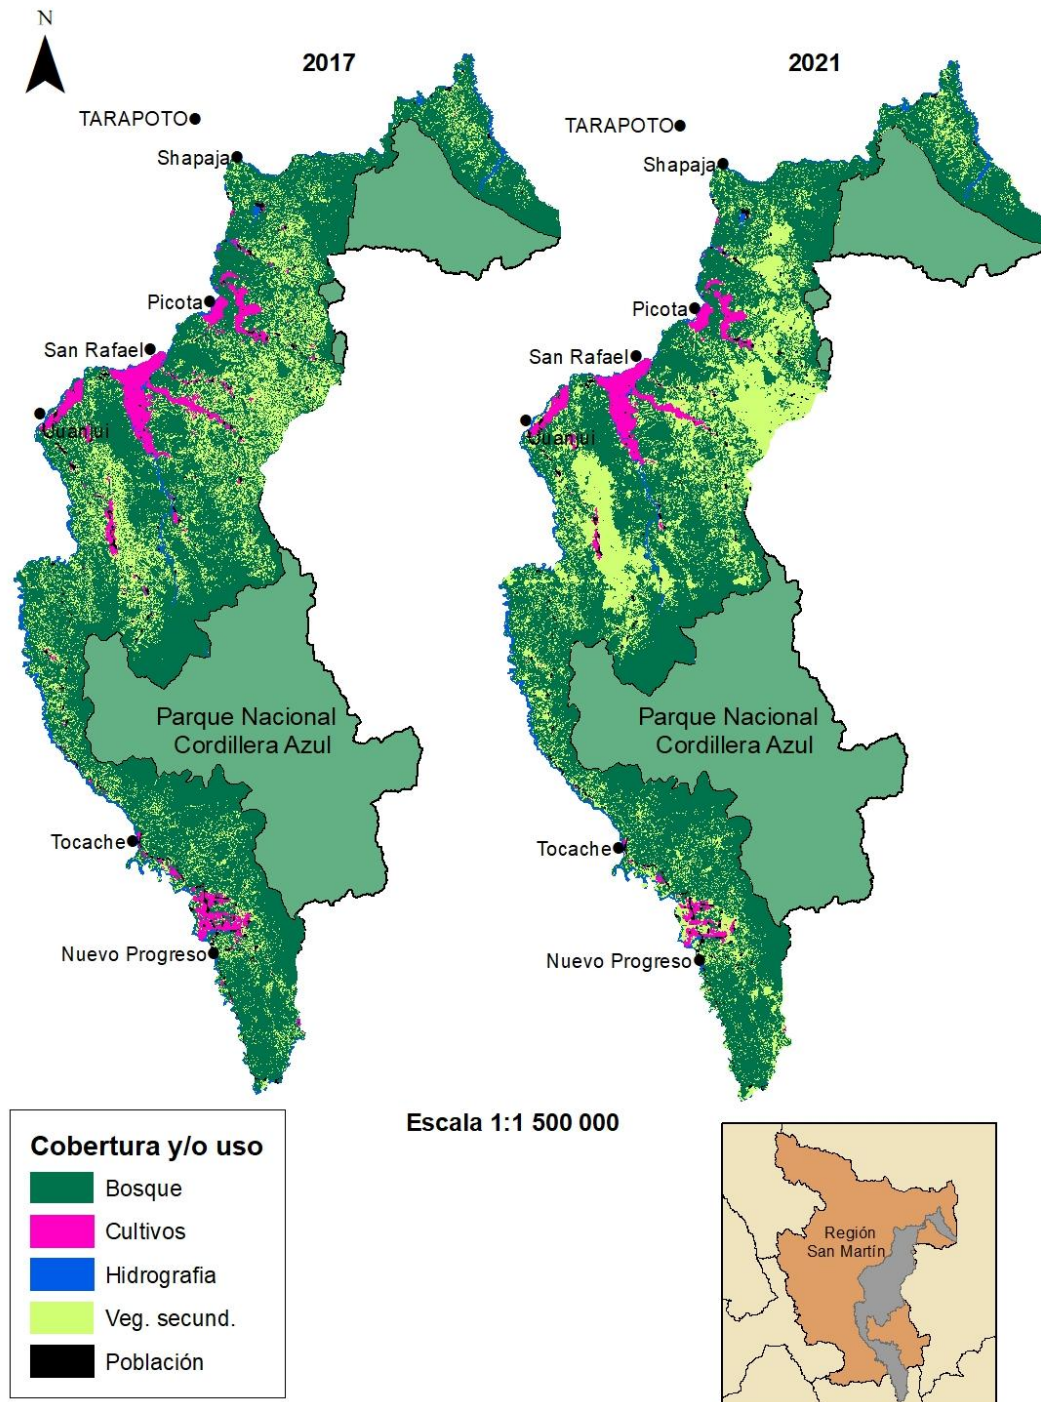 N
2017
2021
TARAPOTO
Shapaja
Picota
San Rafael
Juanjui
Parque Nacional
Cordillera Azul
Tocache
Nuevo Progreso
TARAPOTO
Shapaja
Picota
San Rafael
Juanjui
Parque Nacional
Cordillera Azul
Tocache
Nuevo Progreso
Escala 1:1 500 000
Cobertura y/o uso
Bosque
Cultivos
Hidrografia
Veg. secund.
Población
Región
San Martín